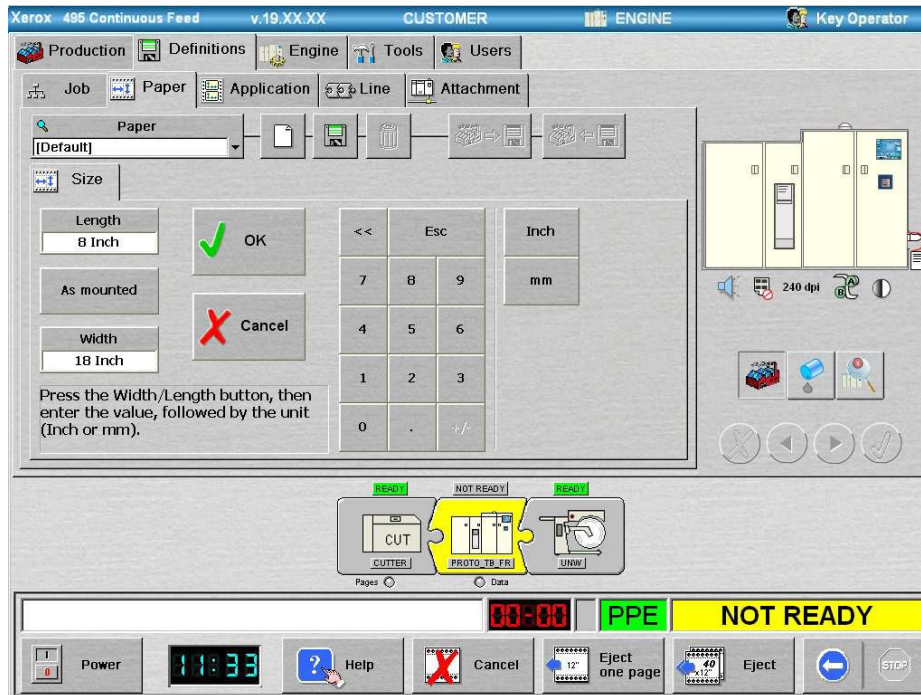 Xerox 495 Continuous Feed v.19.XX.XX CUSTOMER ENGINE Key Operator
Production Definitions Engine Tools Users
Job Paper Application Line Attachment
Paper
[Default]
Size
Length
8 Inch
OK
As mounted
Cancel
Width
18 Inch
Press the Width/Length button, then
enter the value, followed by the unit
(Inch or mm).
<< Esc Inch
7 8 9 mm
4 5 6
1 2 3
0 . +/-
240 dpi A B
READY NOT READY READY
CUT
CUTTER PROTO_TB_FR UNW
Pages Data
00-00 PPE NOT READY
I
0
Power 11:33 ? Help Cancel 12" Eject
one page 40
x12" Eject STOP